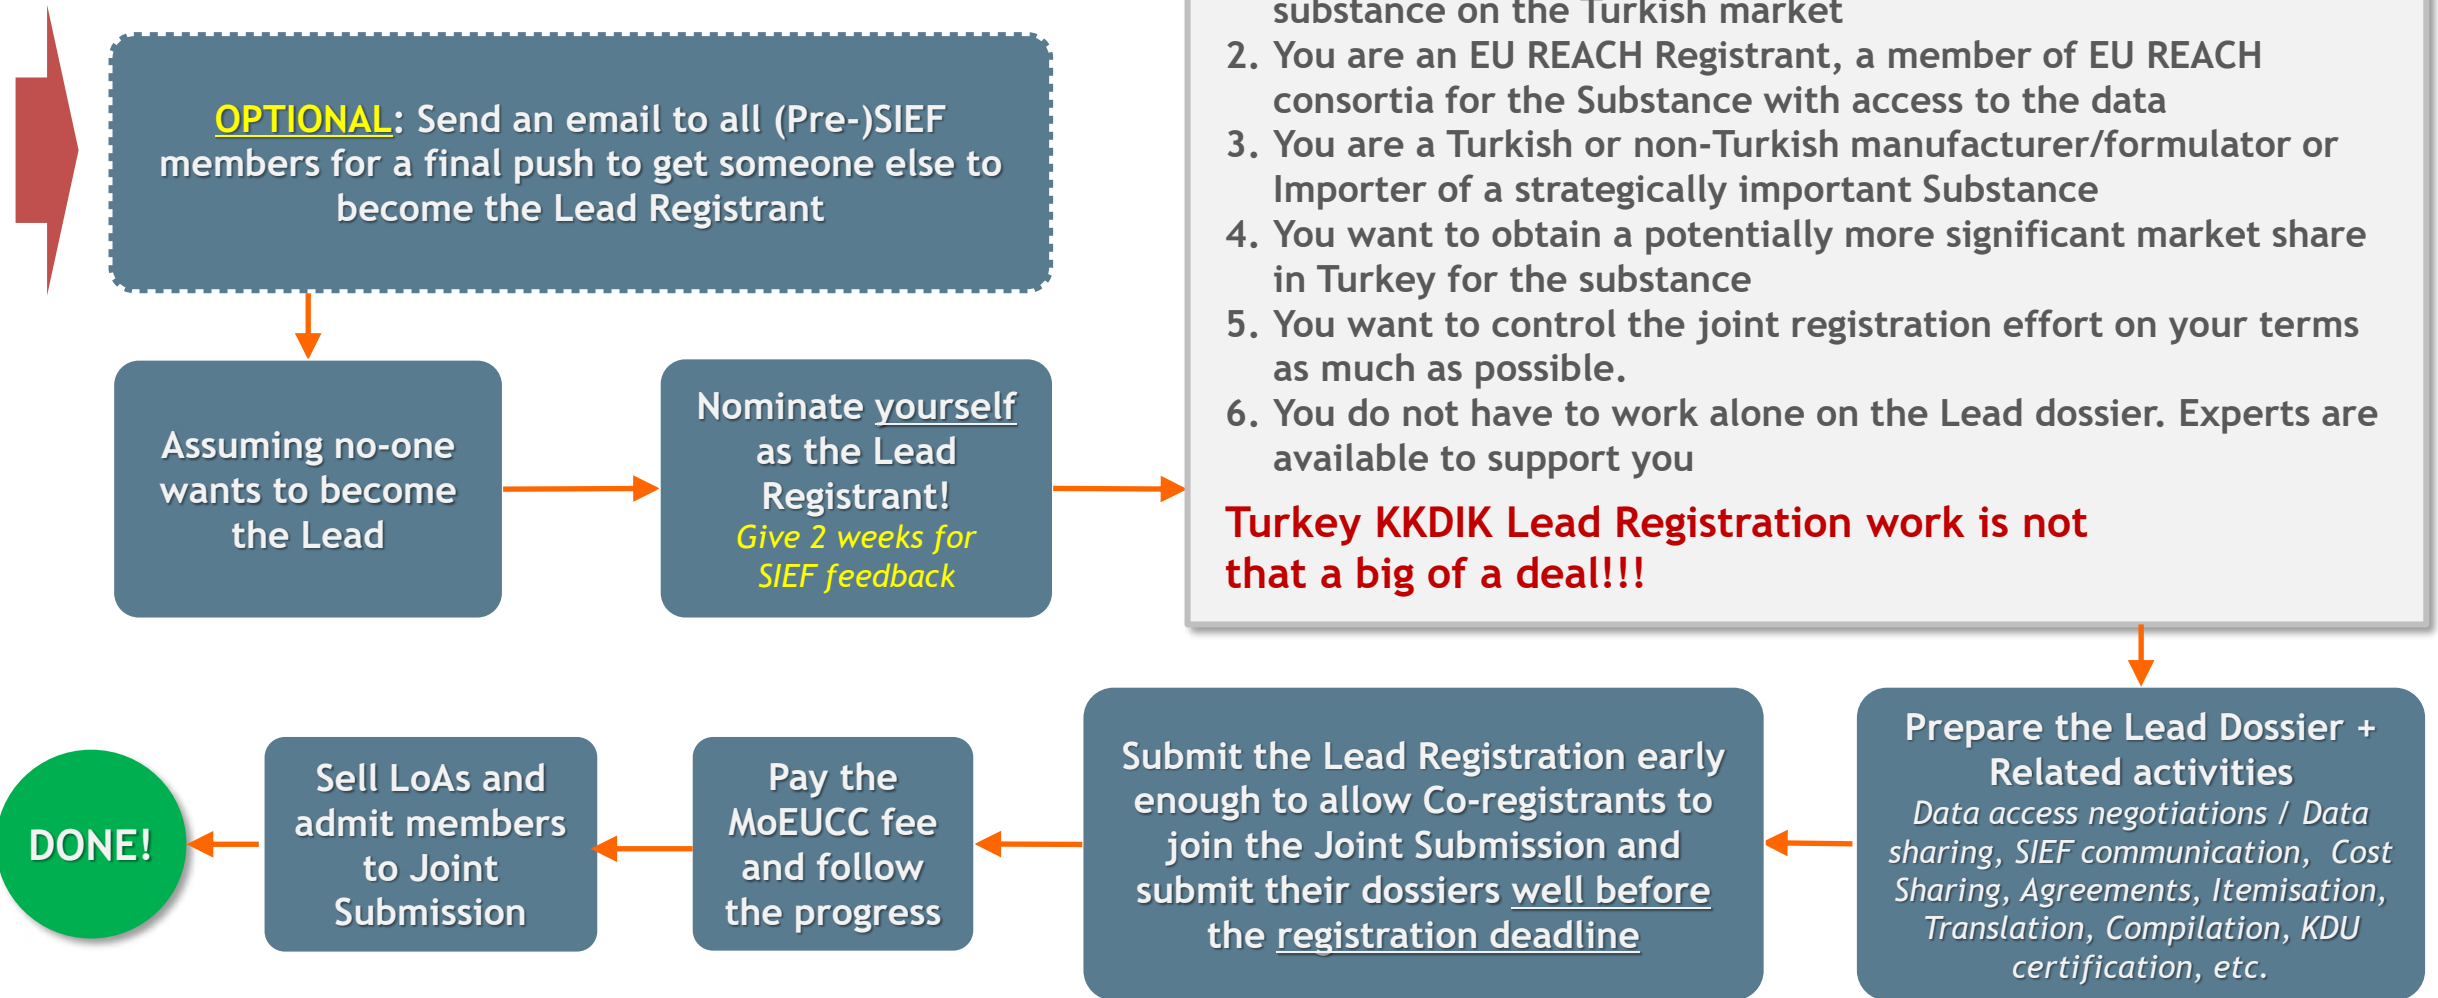 OPTIONAL: Send an email to all (Pre-)SIEF
members for a final push to get someone else to
become the Lead Registrant
Assuming no-one
wants to become
the Lead
Nominate yourself
as the Lead
Registrant!
Give 2 weeks for
SIEF feedback
substance on the Turkish market
2. You are an EU REACH Registrant, a member of EU REACH
consortia for the Substance with access to the data
3. You are a Turkish or non-Turkish manufacturer/formulator or
Importer of a strategically important Substance
4. You want to obtain a potentially more significant market share
in Turkey for the substance
5. You want to control the joint registration effort on your terms
as much as possible.
6. You do not have to work alone on the Lead dossier. Experts are
available to support you
Turkey KKDIK Lead Registration work is not
that a big of a deal!!!
Prepare the Lead Dossier +
Related activities
Data access negotiations / Data
sharing, SIEF communication, Cost
Sharing, Agreements, Itemisation,
Translation, Compilation, KDU
certification, etc.
Submit the Lead Registration early
enough to allow Co-registrants to
join the Joint Submission and
submit their dossiers well before
the registration deadline
Pay the
MoEUCC fee
and follow
the progress
Sell LoAs and
admit members
to Joint
Submission
DONE!